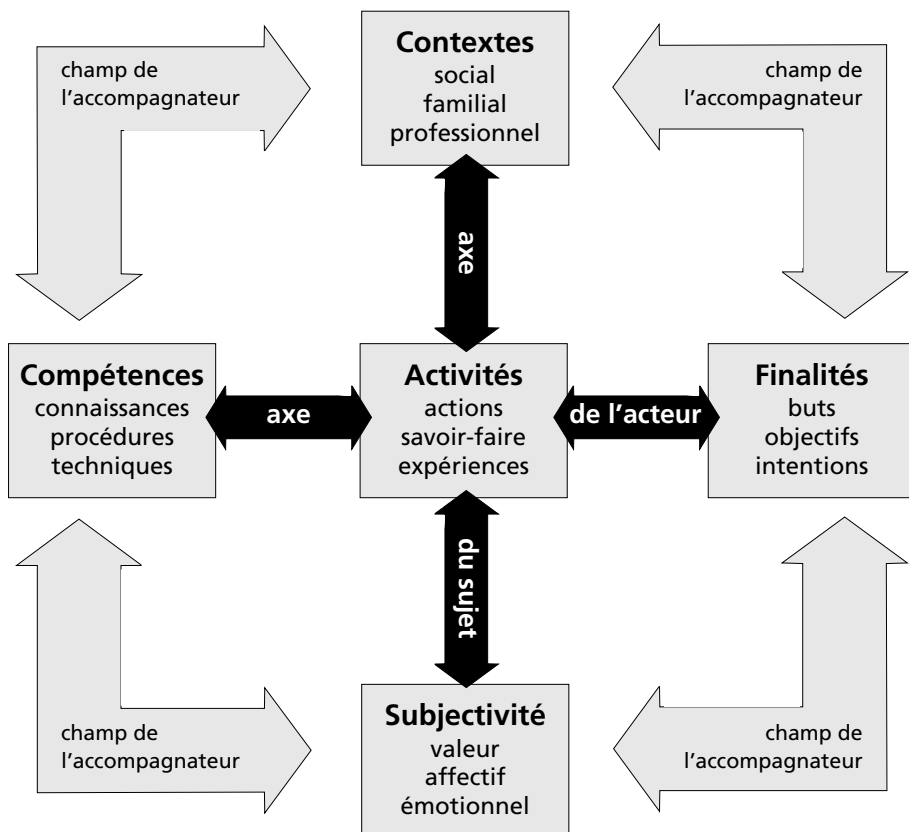 Contextes
social
familial
professionnel
champ de
l'accompagnateur
champ de
l'accompagnateur
axe
Compétences
connaissances
procédures
techniques
axe
Activités
actions
savoir-faire
expériences
de l'acteur
Finalités
buts
objectifs
intentions
du sujet
Subjectivité
valeur
affectif
émotionnel
champ de
l'accompagnateur
champ de
l'accompagnateur